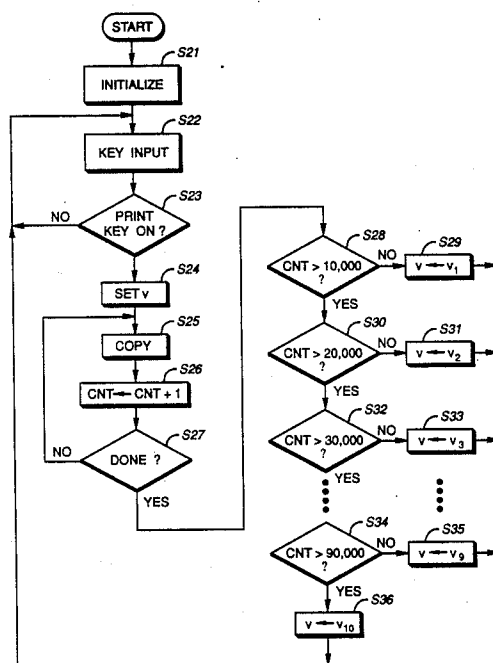 START
S21
INITIALIZE
S22
KEY INPUT
S23
NO
PRINT
KEY ON ?
S24
SET v
S25
COPY
S26
CNT ← CNT + 1
S27
NO
DONE ?
YES
S28
CNT > 10,000
?
NO
S29
v ← v₁
YES
S30
CNT > 20,000
?
NO
S31
v ← v₂
YES
S32
CNT > 30,000
?
NO
S33
v ← v₃
YES
S34
CNT > 90,000
?
NO
S35
v ← v₉
YES
S36
v ← v₁₀